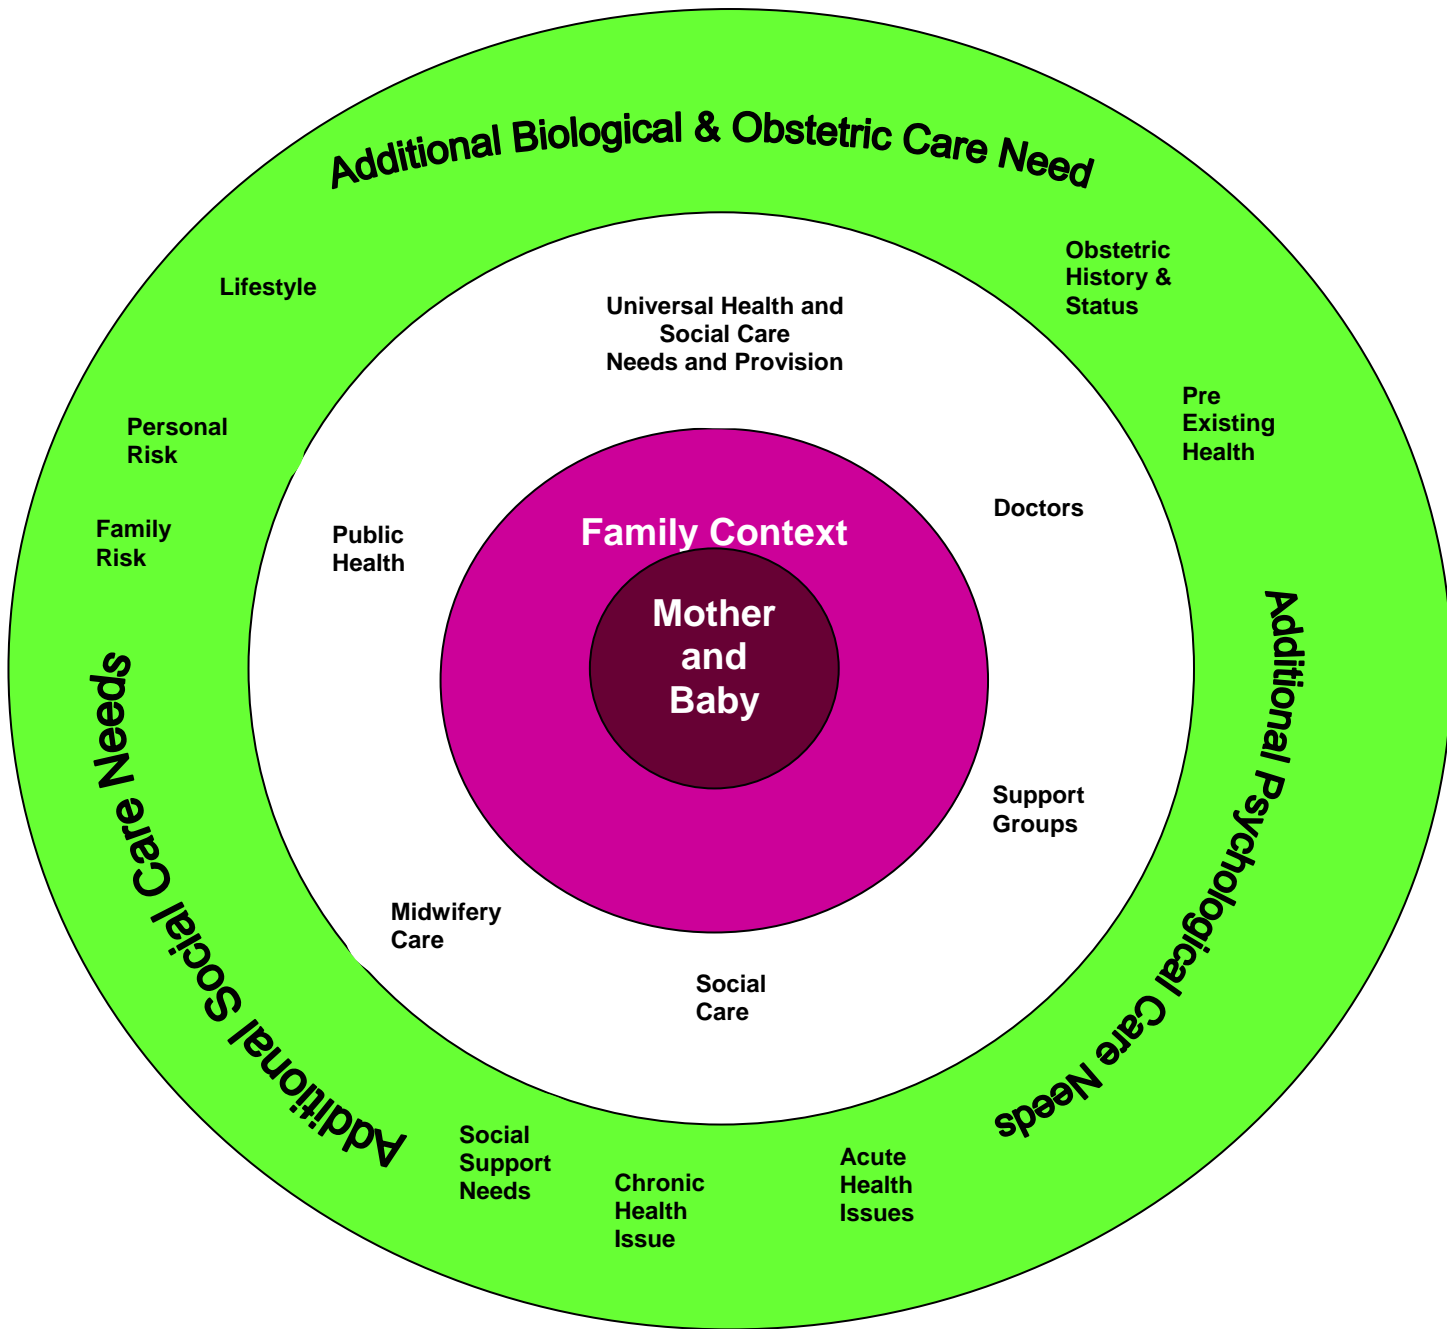 Additional Biological & Obstetric Care Need
Obstetric
History &
Status
Lifestyle
Universal Health and
Social Care
Needs and Provision
Pre
Existing
Health
Personal
Risk
Doctors
Family
Risk
Public
Health
Family Context
Mother
and
Baby
Additional Psychological Care Needs
Additional Social Care Needs
Support
Groups
Midwifery
Care
Social
Care
Social
Support
Needs
Chronic
Health
Issue
Acute
Health
Issues